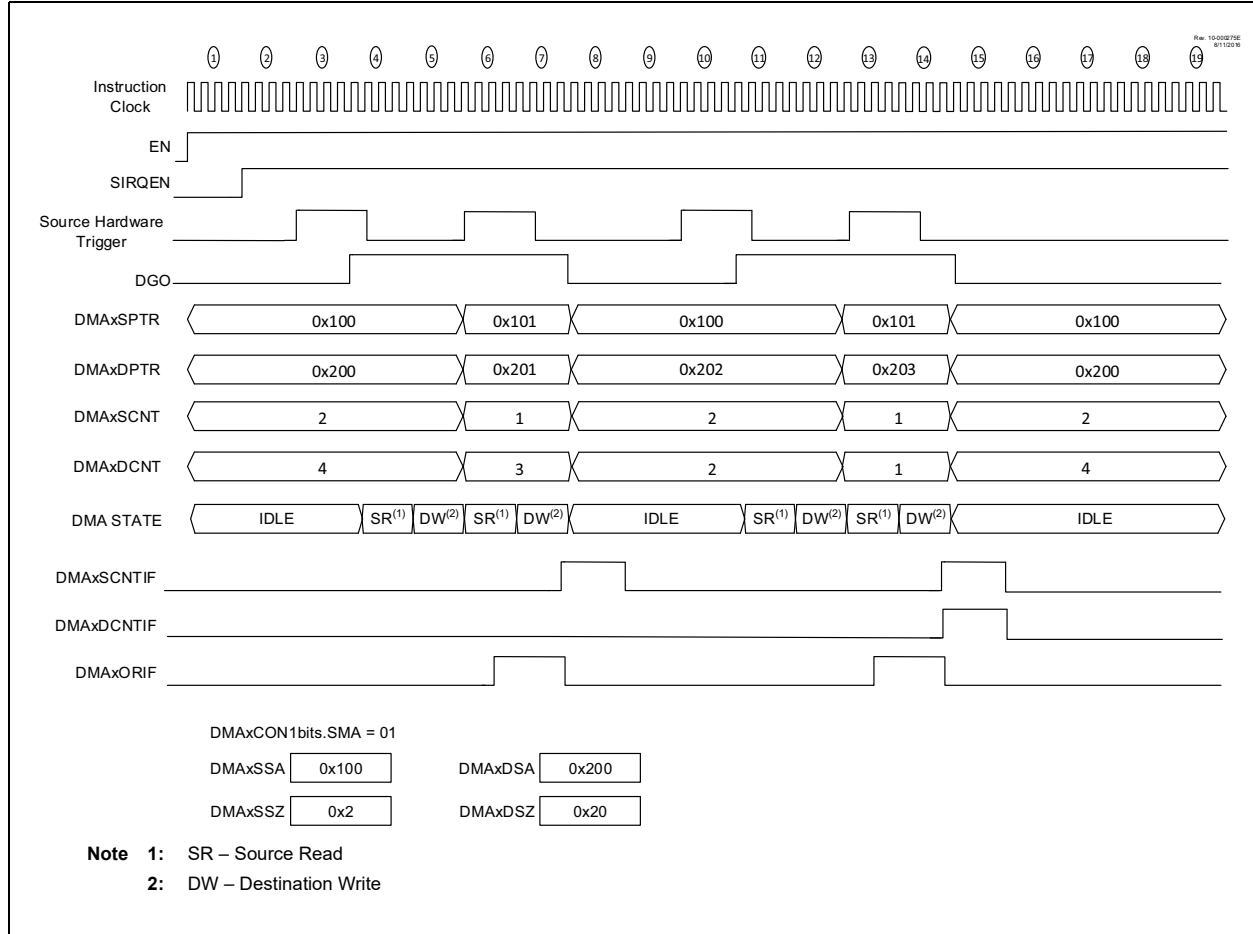 Rev. 10-000275E
8/11/2016
1 2 3 4 5 6 7 8 9 10 11 12 13 14 15 16 17 18 19
Instruction
Clock
EN
SIRQEN
Source Hardware
Trigger
DGO
DMAxSPTR 0x100 0x101 0x100 0x101 0x100
DMAxDPTR 0x200 0x201 0x202 0x203 0x200
DMAxSCNT 2 1 2 1 2
DMAxDCNT 4 3 2 1 4
DMA STATE IDLE SR(1) DW(2) SR(1) DW(2) IDLE SR(1) DW(2) SR(1) DW(2) IDLE
DMAxSCNTIF
DMAxDCNTIF
DMAxORIF
DMAxCON1bits.SMA = 01
DMAxSSA 0x100 DMAxDSA 0x200
DMAxSSZ 0x2 DMAxDSZ 0x20
Note 1: SR – Source Read
2: DW – Destination Write